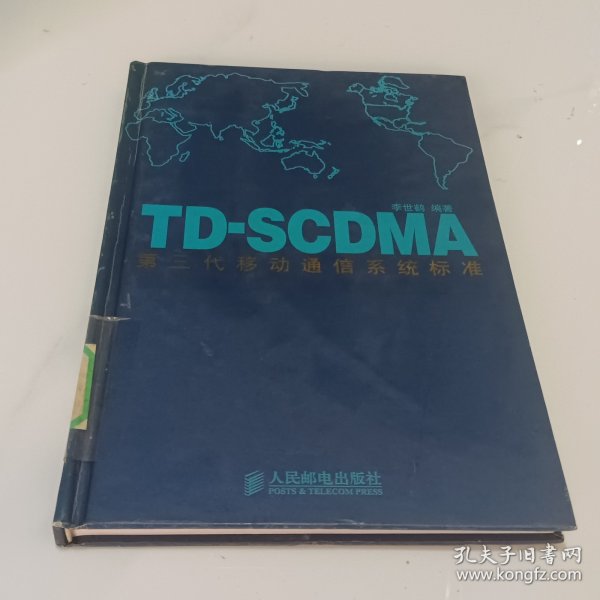 李世鹤 编著
TD-SCDMA
第三代移动通信系统标准
人民邮电出版社
POSTS & TELECOM PRESS
孔夫子旧书网
www.kongfz.com